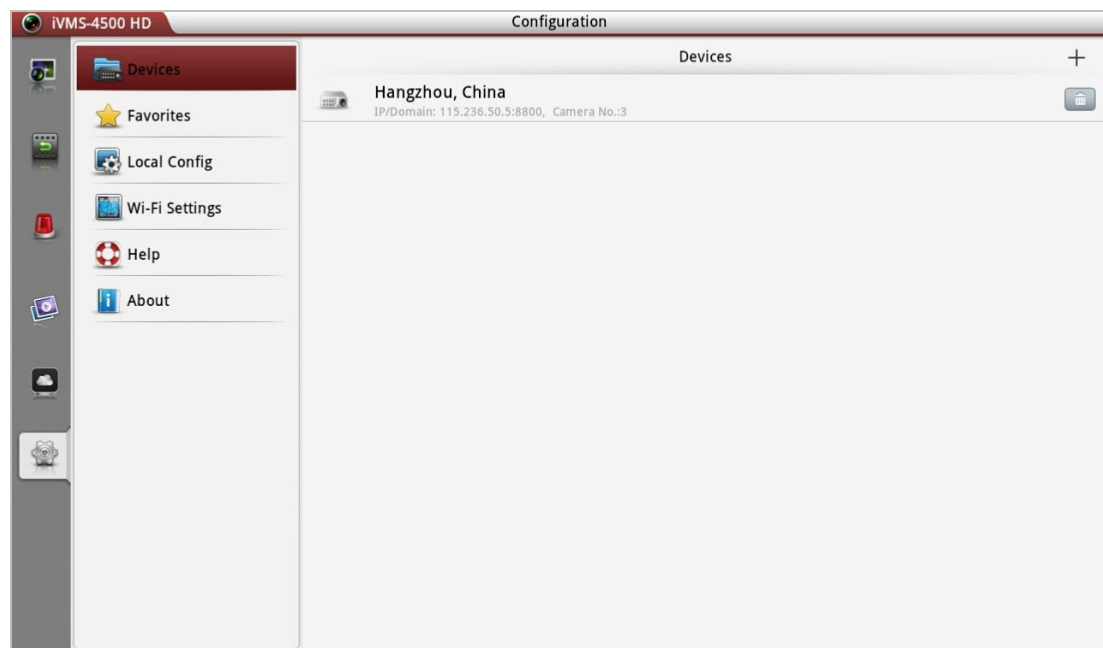 iVMS-4500 HD
Configuration
Devices
Favorites
Local Config
Wi-Fi Settings
Help
About
Devices
Hangzhou, China
IP/Domain: 115.236.50.5:8800, Camera No.:3